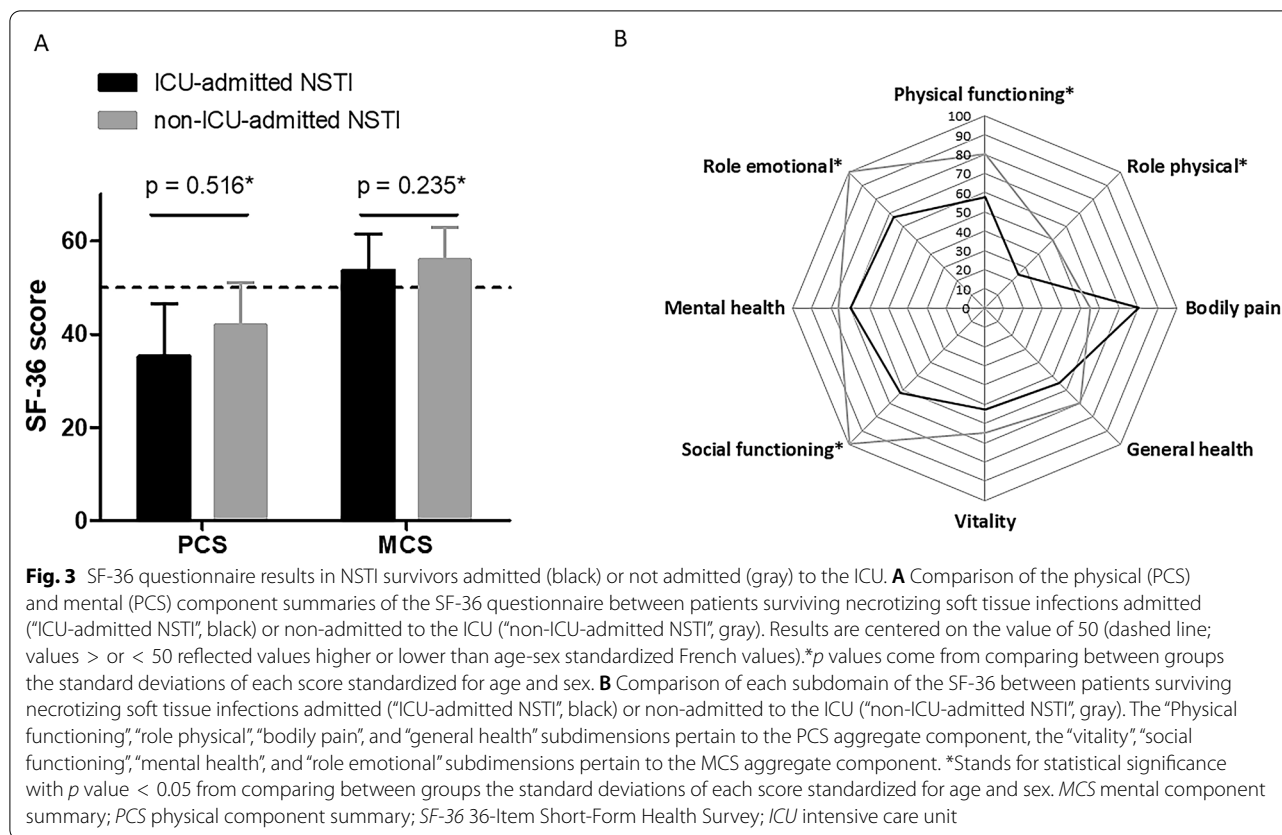 A
ICU-admitted NSTI
non-ICU-admitted NSTI
p = 0.516*
p = 0.235*
SF-36 score
60
40
20
0
PCS
MCS
B
Physical functioning*
Role physical*
Bodily pain
General health
Vitality
Social functioning*
Mental health
Role emotional*
100
90
80
70
60
50
40
30
20
10
0
Fig. 3 SF-36 questionnaire results in NSTI survivors admitted (black) or not admitted (gray) to the ICU. A Comparison of the physical (PCS)
and mental (PCS) component summaries of the SF-36 questionnaire between patients surviving necrotizing soft tissue infections admitted
("ICU-admitted NSTI", black) or non-admitted to the ICU ("non-ICU-admitted NSTI", gray). Results are centered on the value of 50 (dashed line;
values > or < 50 reflected values higher or lower than age-sex standardized French values).*p values come from comparing between groups
the standard deviations of each score standardized for age and sex. B Comparison of each subdomain of the SF-36 between patients surviving
necrotizing soft tissue infections admitted ("ICU-admitted NSTI", black) or non-admitted to the ICU ("non-ICU-admitted NSTI", gray). The "Physical
functioning", "role physical", "bodily pain", and "general health" subdimensions pertain to the PCS aggregate component, the "vitality", "social
functioning", "mental health", and "role emotional" subdimensions pertain to the MCS aggregate component. *Stands for statistical significance
with p value < 0.05 from comparing between groups the standard deviations of each score standardized for age and sex. MCS mental component
summary; PCS physical component summary; SF-36 36-Item Short-Form Health Survey; ICU intensive care unit